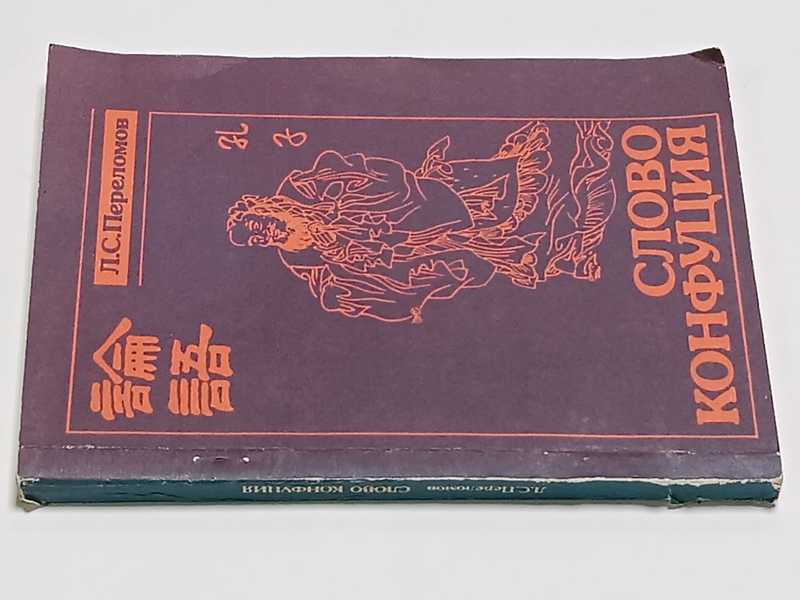 Л.С.Переломов
論語
孔子
СЛОВО
КОНФУЦИЯ
Л.С.Переломов СЛОВО КОНФУЦИЯ